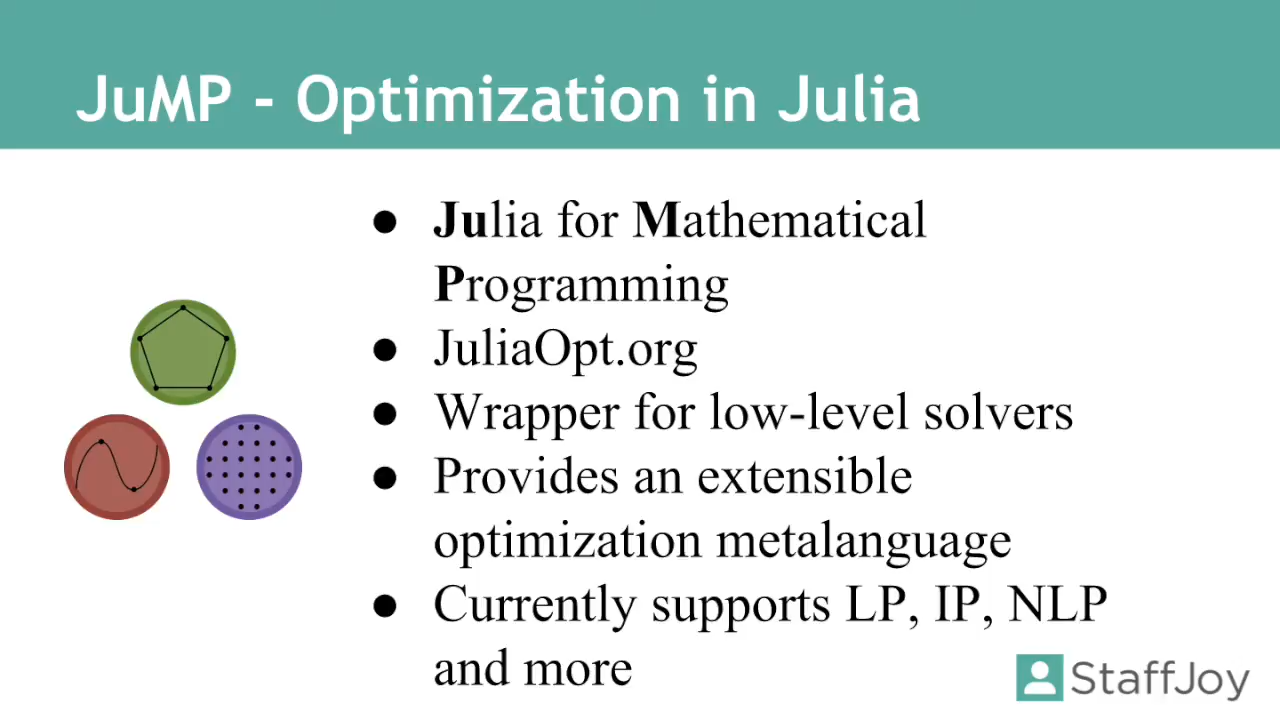 JuMP - Optimization in Julia
● Julia for Mathematical
Programming
● JuliaOpt.org
● Wrapper for low-level solvers
● Provides an extensible
optimization metalanguage
● Currently supports LP, IP, NLP
and more
StaffJoy